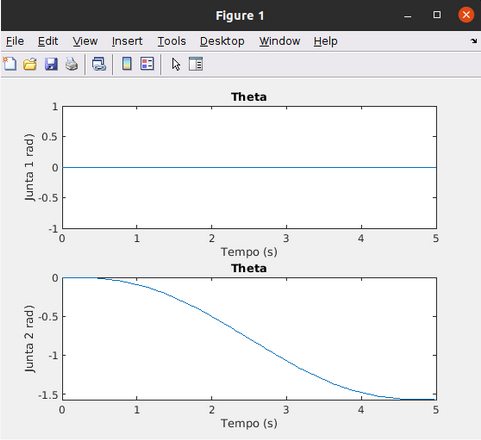 Figure 1
File Edit View Insert Tools Desktop Window Help
Theta
1
0.5
0
-0.5
-1
Junta 1 rad)
0 1 2 3 4 5
Tempo (s)
Theta
0
-0.5
-1
-1.5
Junta 2 rad)
0 1 2 3 4 5
Tempo (s)